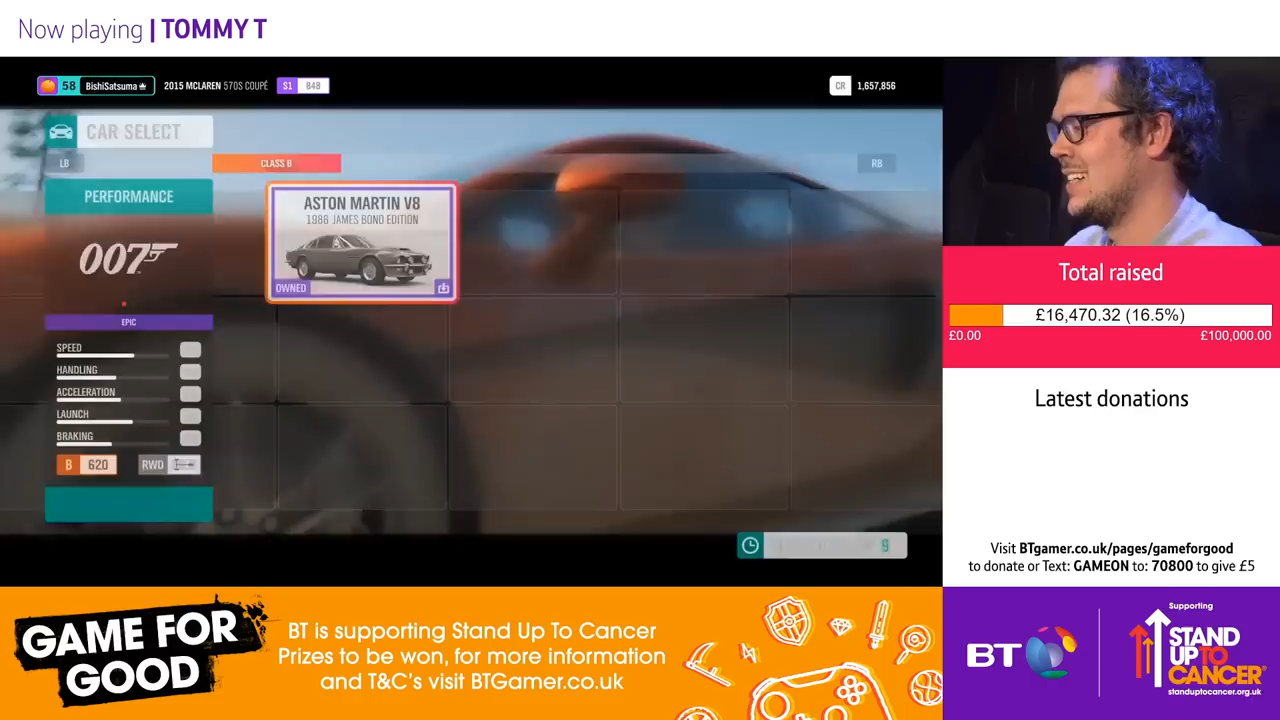 Now playing | TOMMY T
58 BishiSatsuma 2015 MCLAREN 570S COUPÉ S1 848
CR 1,657,856
CAR SELECT
LB CLASS B RB
PERFORMANCE
007
EPIC
SPEED
HANDLING
ACCELERATION
LAUNCH
BRAKING
B 620 RWD
ASTON MARTIN V8
1986 JAMES BOND EDITION
OWNED
9
Total raised
£16,470.32 (16.5%)
£0.00 £100,000.00
Latest donations
Visit BTgamer.co.uk/pages/gameforgood
to donate or Text: GAMEON to: 70800 to give £5
GAME FOR
GOOD
BT is supporting Stand Up To Cancer
Prizes to be won, for more information
and T&C's visit BTGamer.co.uk
BT
Supporting
STAND
UP TO
CANCER
standuptocancer.org.uk